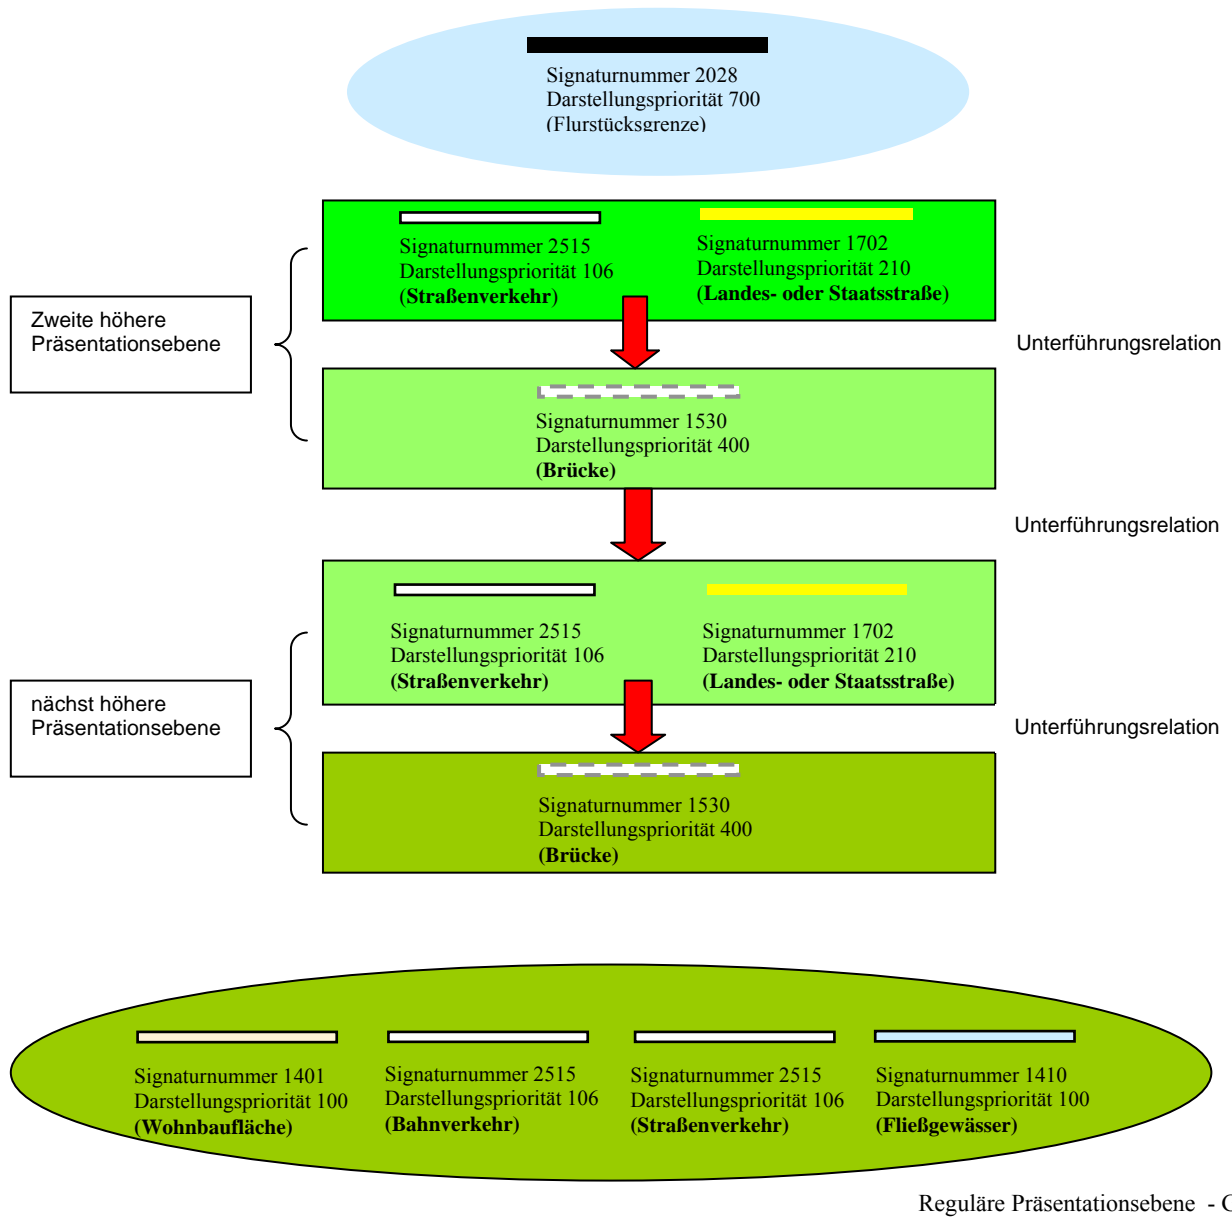 Signaturnummer 2028
Darstellungspriorität 700
(Flurstücksgrenze)
Signaturnummer 2515
Darstellungspriorität 106
(Straßenverkehr)
Signaturnummer 1702
Darstellungspriorität 210
(Landes- oder Staatsstraße)
Zweite höhere
Präsentationsebene
Unterführungsrelation
Signaturnummer 1530
Darstellungspriorität 400
(Brücke)
Unterführungsrelation
Signaturnummer 2515
Darstellungspriorität 106
(Straßenverkehr)
Signaturnummer 1702
Darstellungspriorität 210
(Landes- oder Staatsstraße)
nächst höhere
Präsentationsebene
Unterführungsrelation
Signaturnummer 1530
Darstellungspriorität 400
(Brücke)
Signaturnummer 1401
Darstellungspriorität 100
(Wohnbaufläche)
Signaturnummer 2515
Darstellungspriorität 106
(Bahnverkehr)
Signaturnummer 2515
Darstellungspriorität 106
(Straßenverkehr)
Signaturnummer 1410
Darstellungspriorität 100
(Fließgewässer)
Reguläre Präsentationsebene -